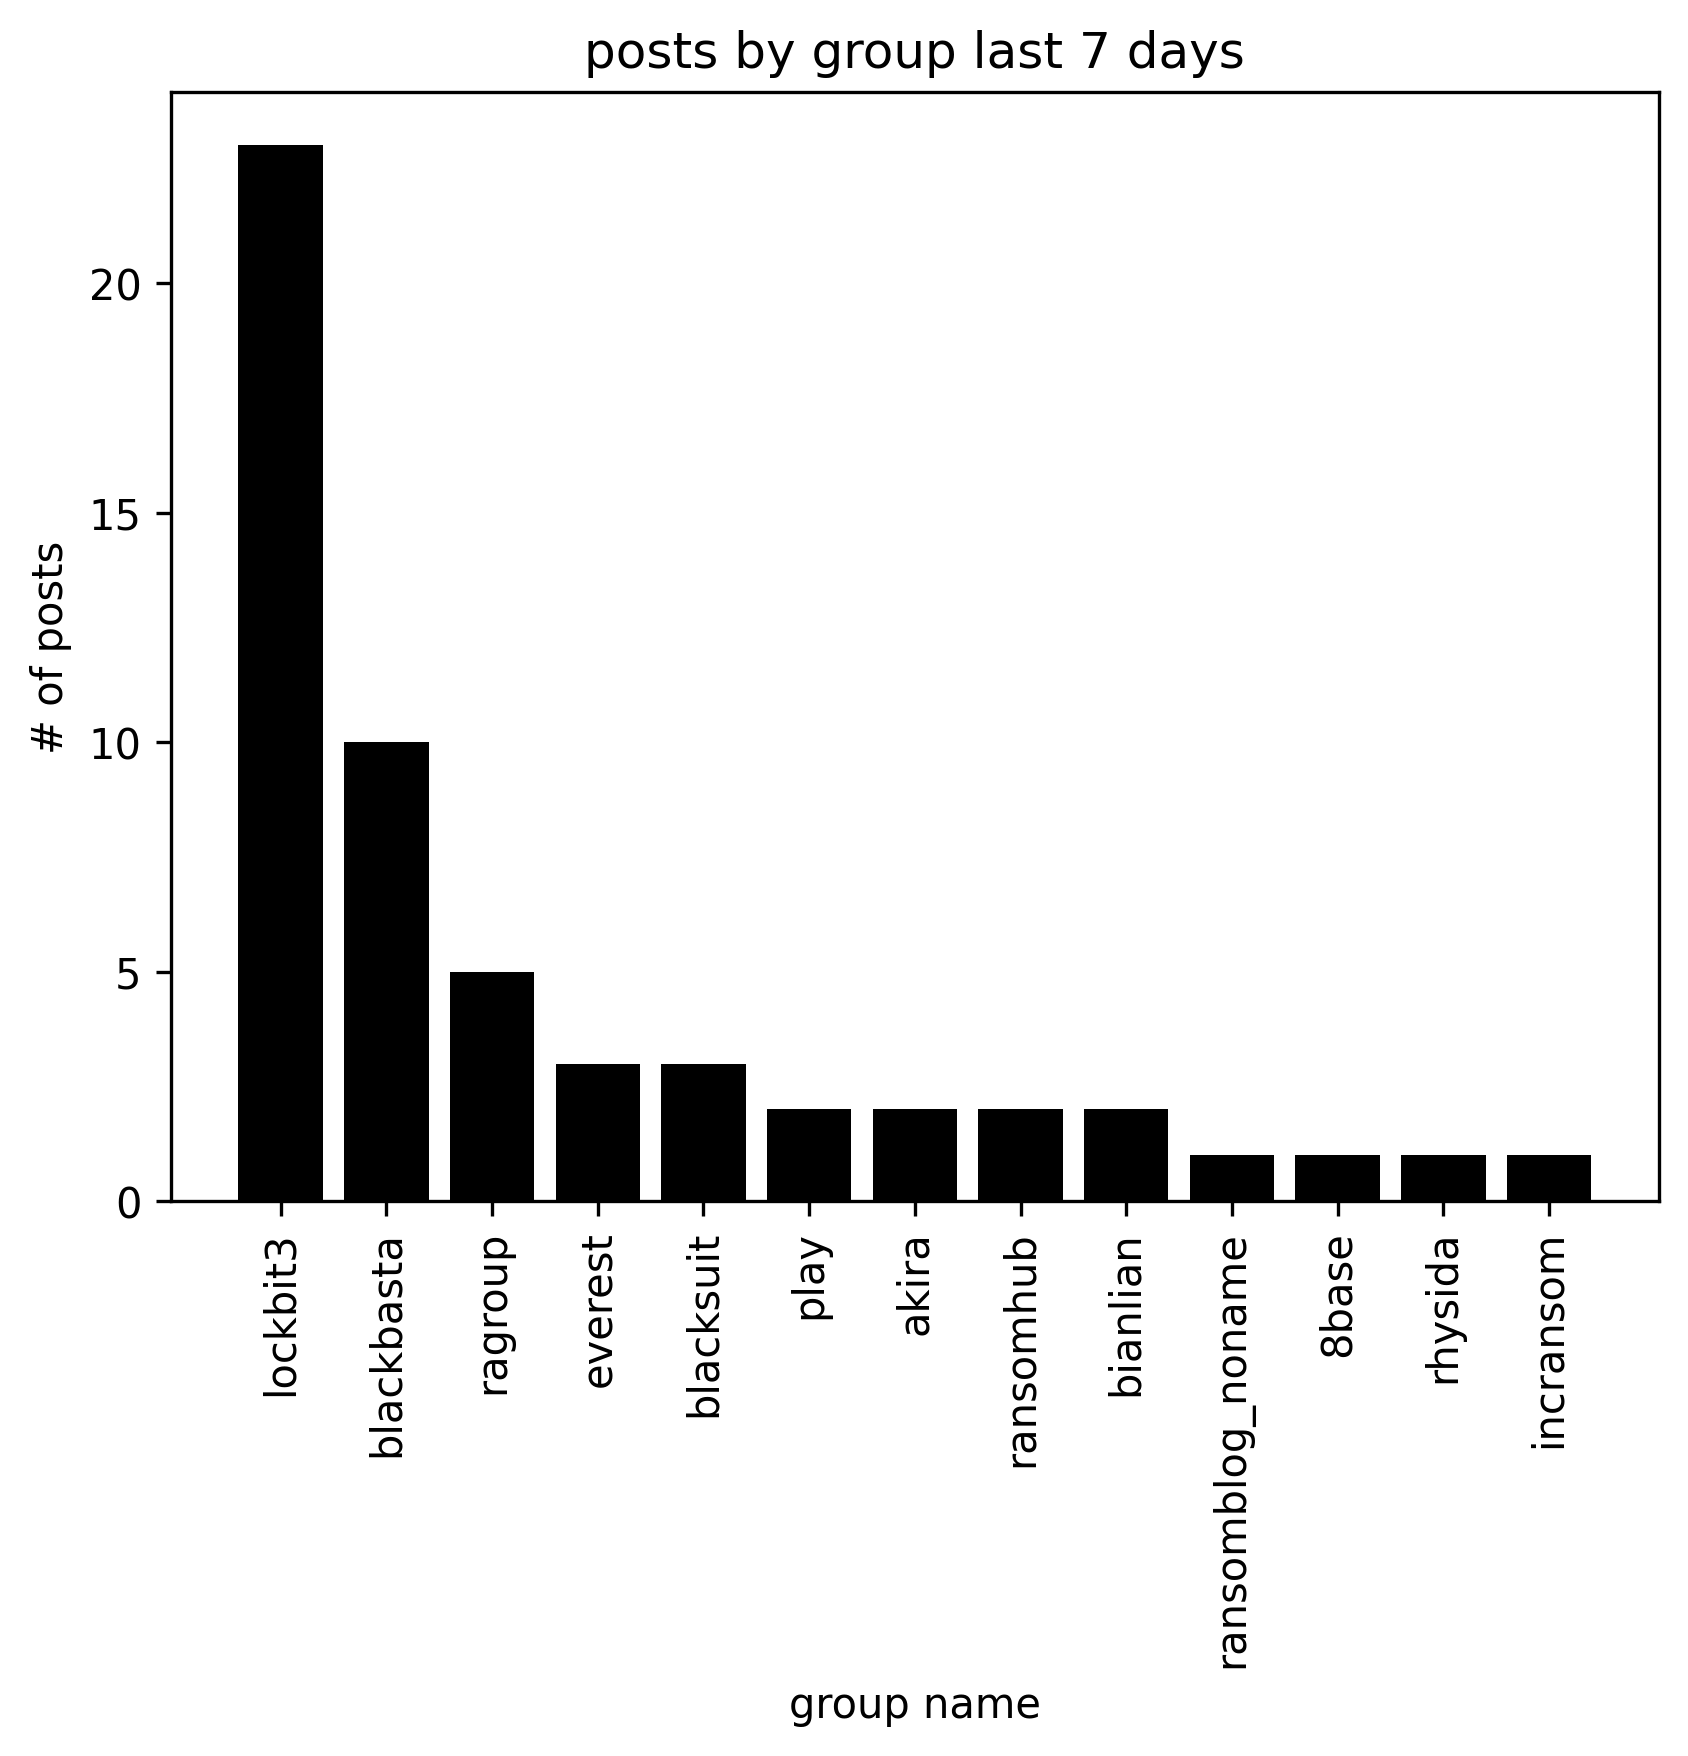 posts by group last 7 days
# of posts
20
15
10
5
0
lockbit3
blackbasta
ragroup
everest
blacksuit
play
akira
ransomhub
bianlian
ransomblog_noname
8base
rhysida
incransom
group name